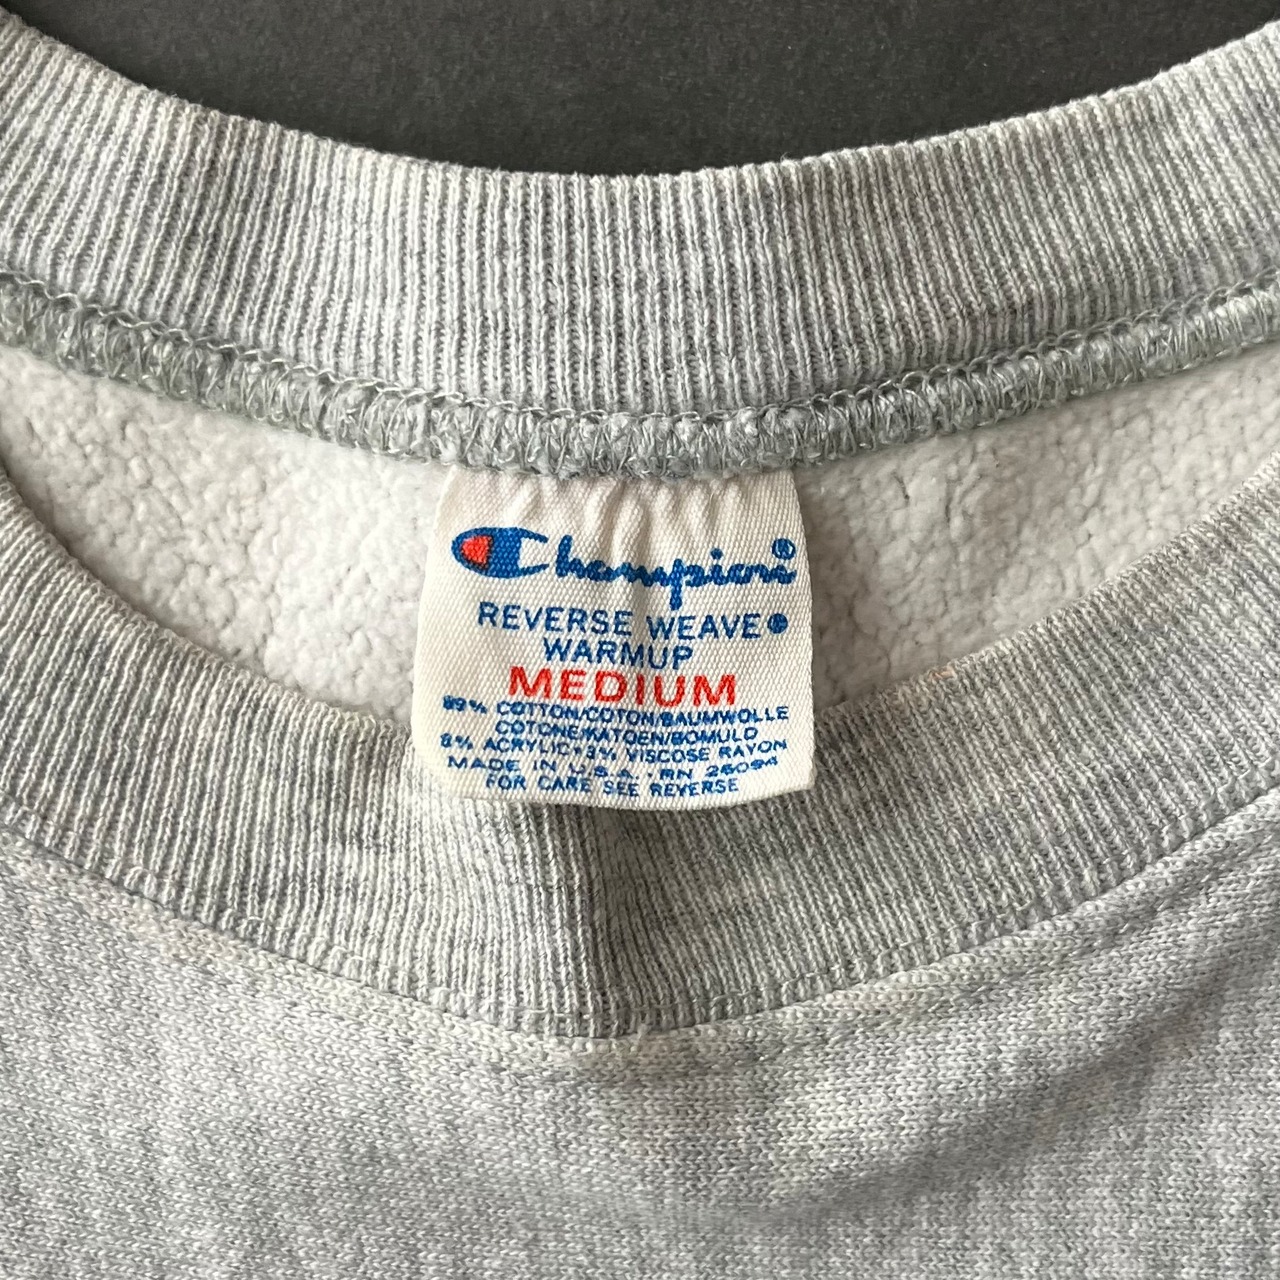 Champion®
REVERSE WEAVE®
WARMUP
MEDIUM
89% COTTON/COTON/BAUMWOLLE
COTONE/KATOEN/BOMULD
8% ACRYLIC•3% VISCOSE RAYON
MADE IN U.S.A. · RN 26094
FOR CARE SEE REVERSE